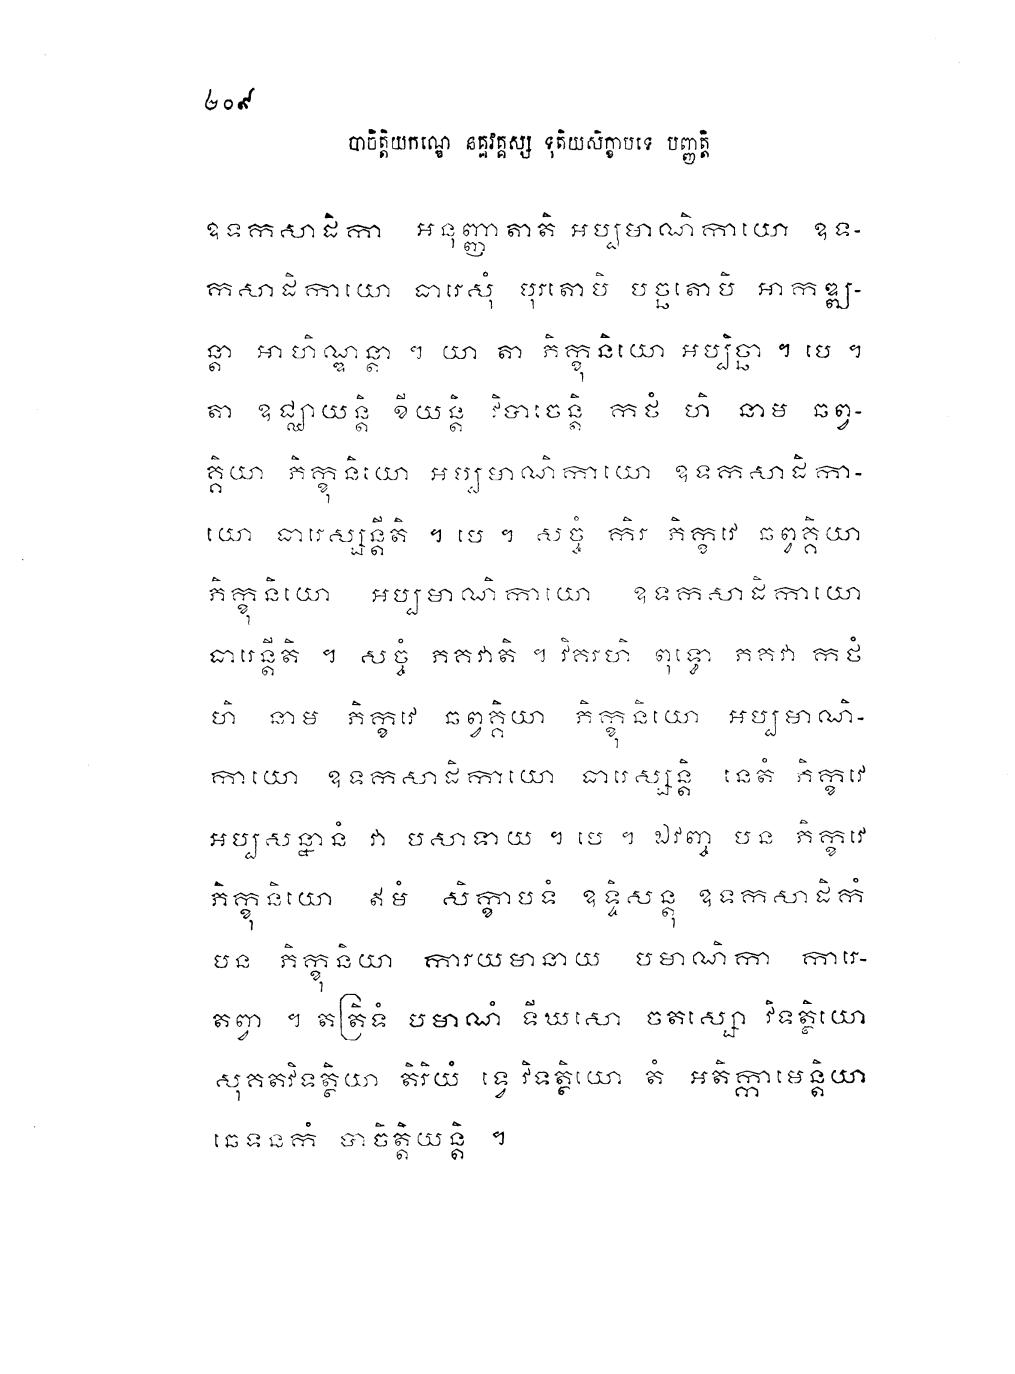 ២០៩
បាចិត្តិយកណ្ឌេ នគ្គវគ្គស្ស ទុតិយសិក្ខាបទេ បញ្ញត្តិ
ឧទកសាដិកា អនុញ្ញាតាតិ អប្បមាណិកាយោ ឧទ-
កសាដិកាយោ ធារេសុំ បុរតោបិ បច្ឆតោបិ អាកឌ្ឍ-
ន្តា អាហិណ្ឌន្តា ។ យា តា ភិក្ខុនិយោ អប្បិច្ឆា ។ បេ ។
តា ឧជ្ឈាយន្តិ ខីយន្តិ វិបាចេន្តិ កថំ ហិ នាម ឆព្វ-
គ្គិយា ភិក្ខុនិយោ អប្បមាណិកាយោ ឧទកសាដិកា-
យោ ធារេស្សន្តីតិ ។ បេ ។ សច្ចំ កិរ ភិក្ខវេ ឆព្វគ្គិយា
ភិក្ខុនិយោ អប្បមាណិកាយោ ឧទកសាដិកាយោ
ធារេន្តីតិ ។ សច្ចំ ភគវាតិ ។ វិគរហិ ពុទ្ធោ ភគវា កថំ
ហិ នាម ភិក្ខវេ ឆព្វគ្គិយា ភិក្ខុនិយោ អប្បមាណិ-
កាយោ ឧទកសាដិកាយោ ធារេស្សន្តិ នេតំ ភិក្ខវេ
អប្បសន្នានំ វា បសាទាយ ។ បេ ។ ឯវញ្ច បន ភិក្ខវេ
ភិក្ខុនិយោ ឥមំ សិក្ខាបទំ ឧទ្ទិសន្តុ ឧទកសាដិកំ
បន ភិក្ខុនិយា ការយមានាយ បមាណិកា ការេ-
តព្វា ។ តត្រិទំ បមាណំ ទីឃសោ ចតស្សោ វិទត្ថិយោ
សុគតវិទត្ថិយា តិរិយំ ទ្វេ វិទត្ថិយោ តំ អតិក្កាមេន្តិយា
ឆេទនកំ បាចិត្តិយន្តិ ។